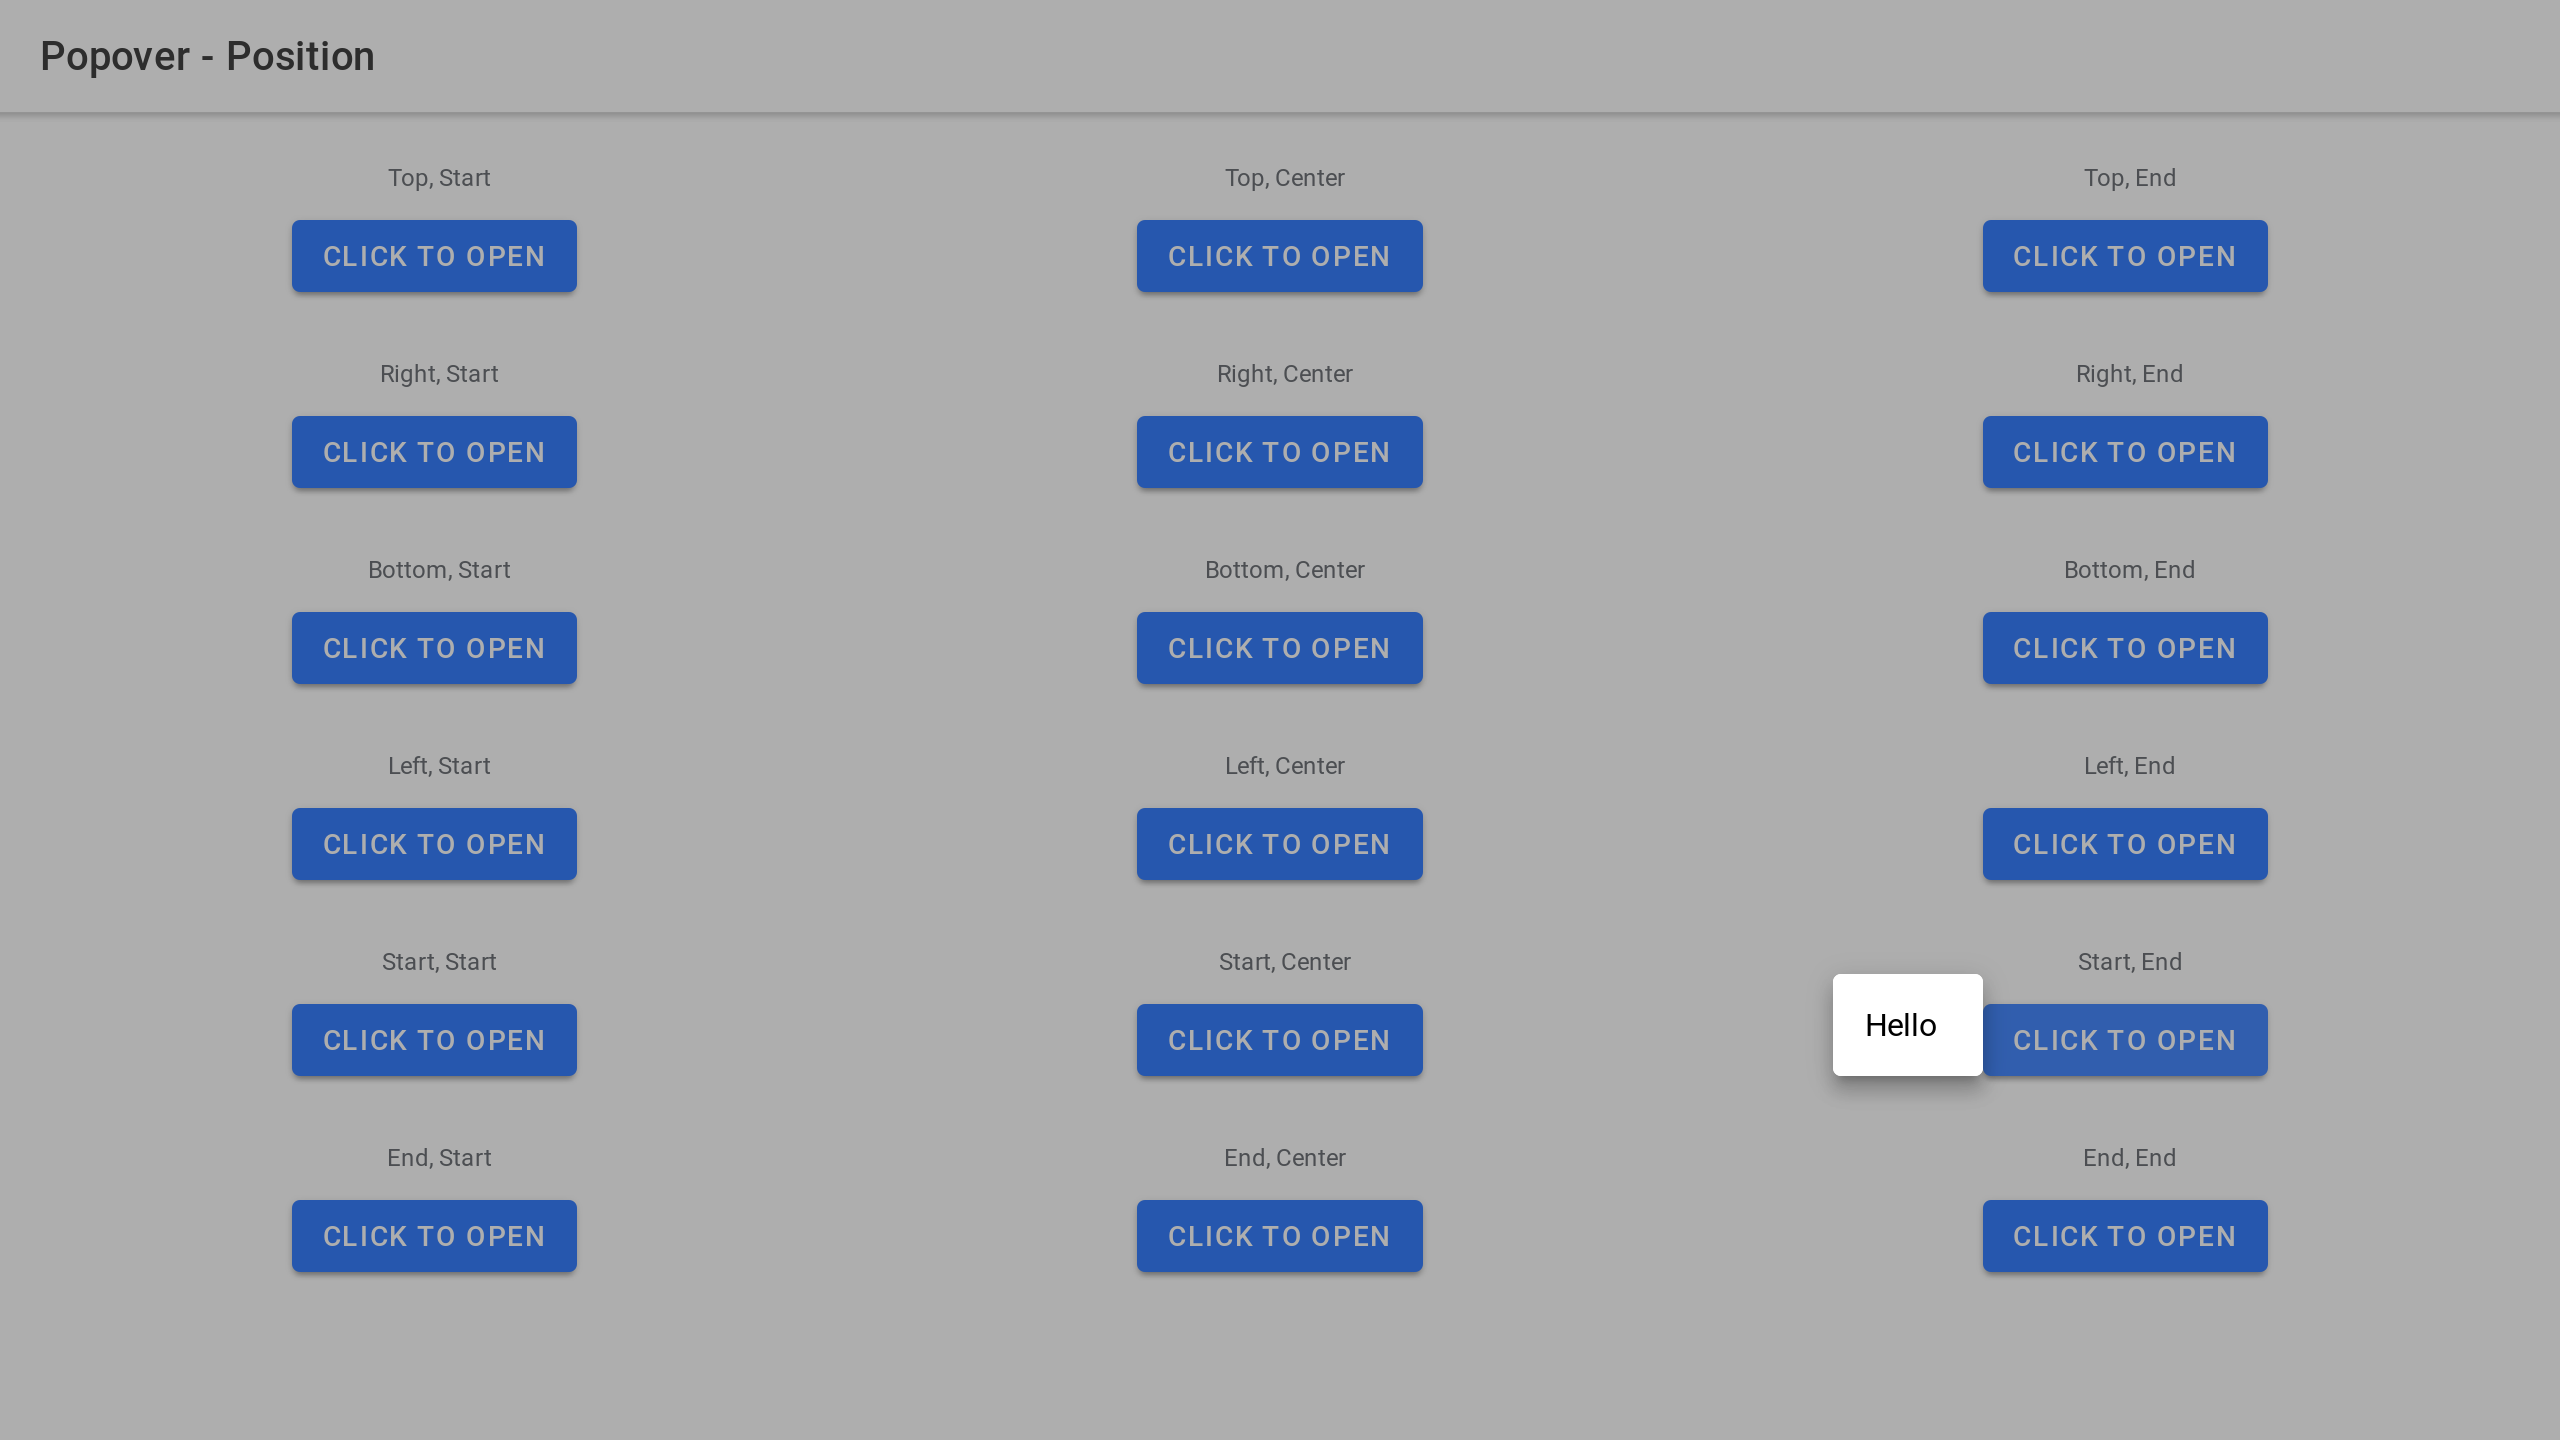 Popover - Position
Top, Start
Top, Center
Top, End
CLICK TO OPEN
CLICK TO OPEN
CLICK TO OPEN
Right, Start
Right, Center
Right, End
CLICK TO OPEN
CLICK TO OPEN
CLICK TO OPEN
Bottom, Start
Bottom, Center
Bottom, End
CLICK TO OPEN
CLICK TO OPEN
CLICK TO OPEN
Left, Start
Left, Center
Left, End
CLICK TO OPEN
CLICK TO OPEN
CLICK TO OPEN
Start, Start
Start, Center
Start, End
CLICK TO OPEN
CLICK TO OPEN
Hello
CLICK TO OPEN
End, Start
End, Center
End, End
CLICK TO OPEN
CLICK TO OPEN
CLICK TO OPEN